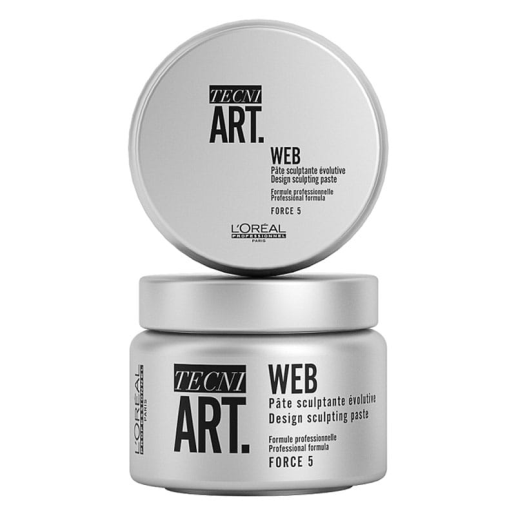 TECNI
ART.
WEB
Pâte sculptante évolutive
Design sculpting paste
Formule professionnelle
Professional formula
FORCE 5
L'ORÉAL
PROFESSIONNEL
PARIS
L'ORÉAL
PROFESSIONNEL
PARIS
TECNI
ART.
WEB
Pâte sculptante évolutive
Design sculpting paste
Formule professionnelle
Professional formula
FORCE 5